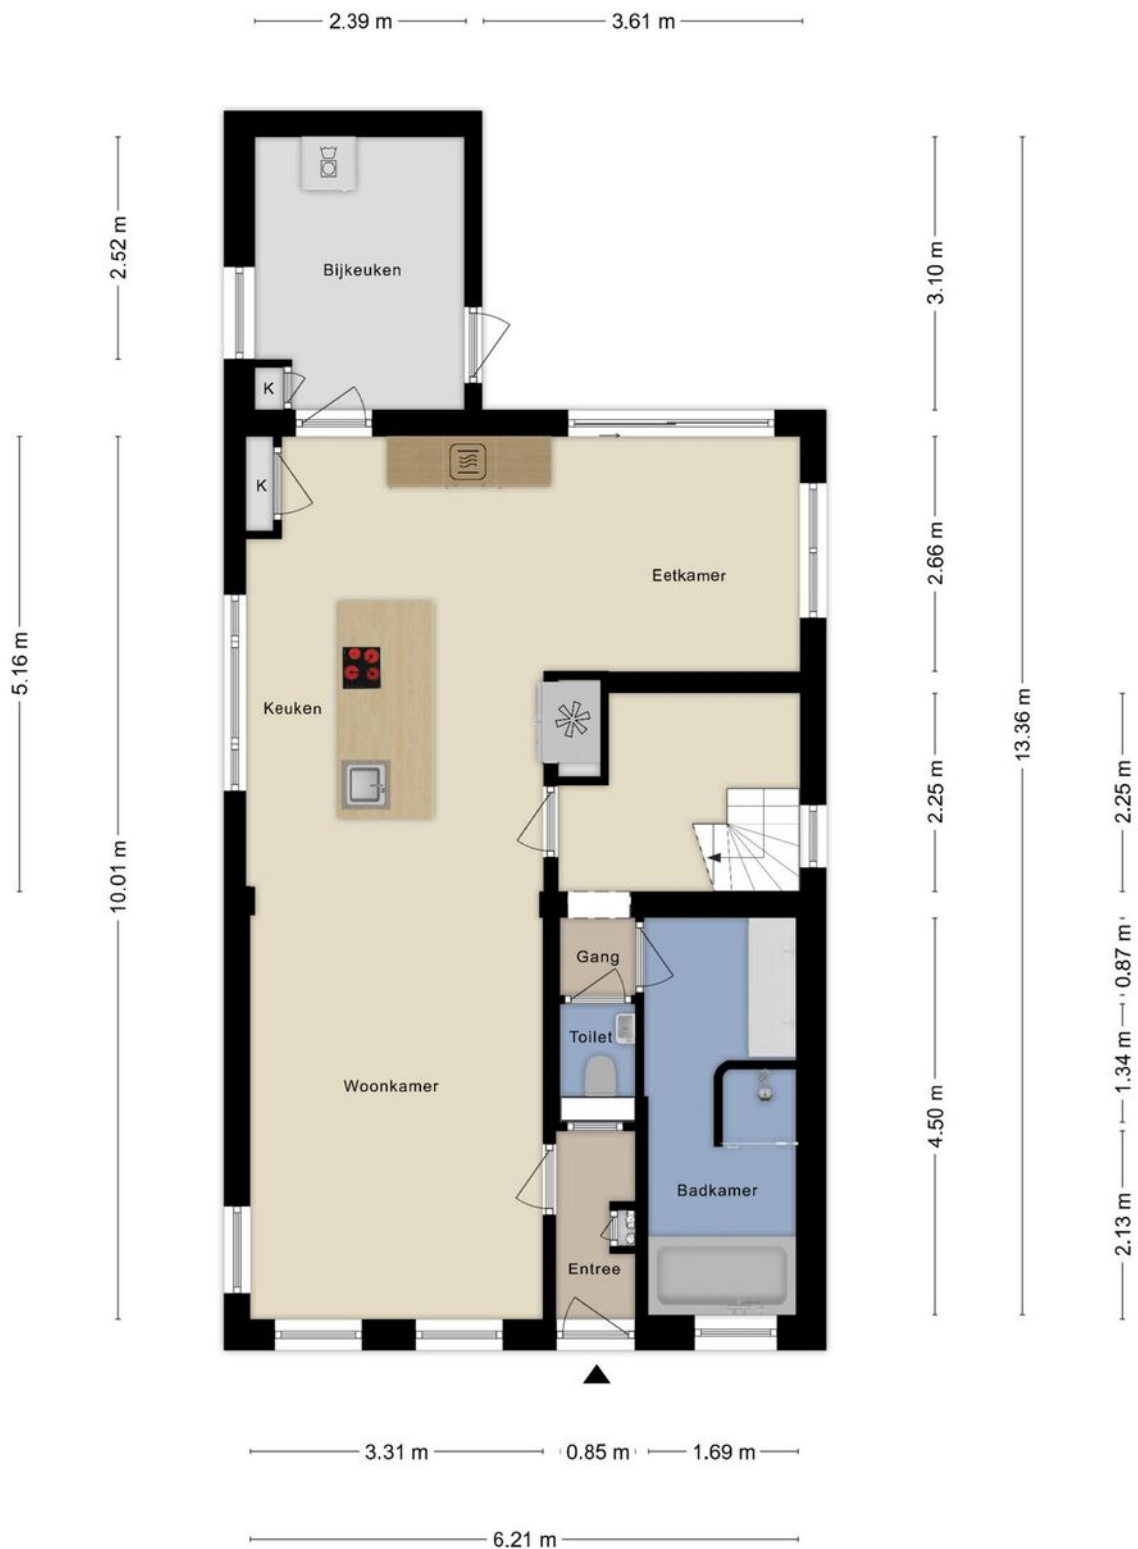 2.39 m
3.61 m
2.52 m
Bijkeuken
3.10 m
K
K
Eetkamer
2.66 m
5.16 m
Keuken
13.36 m
2.25 m
2.25 m
10.01 m
Gang
0.87 m
Toilet
1.34 m
Woonkamer
4.50 m
Badkamer
2.13 m
Entree
3.31 m
0.85 m
1.69 m
6.21 m